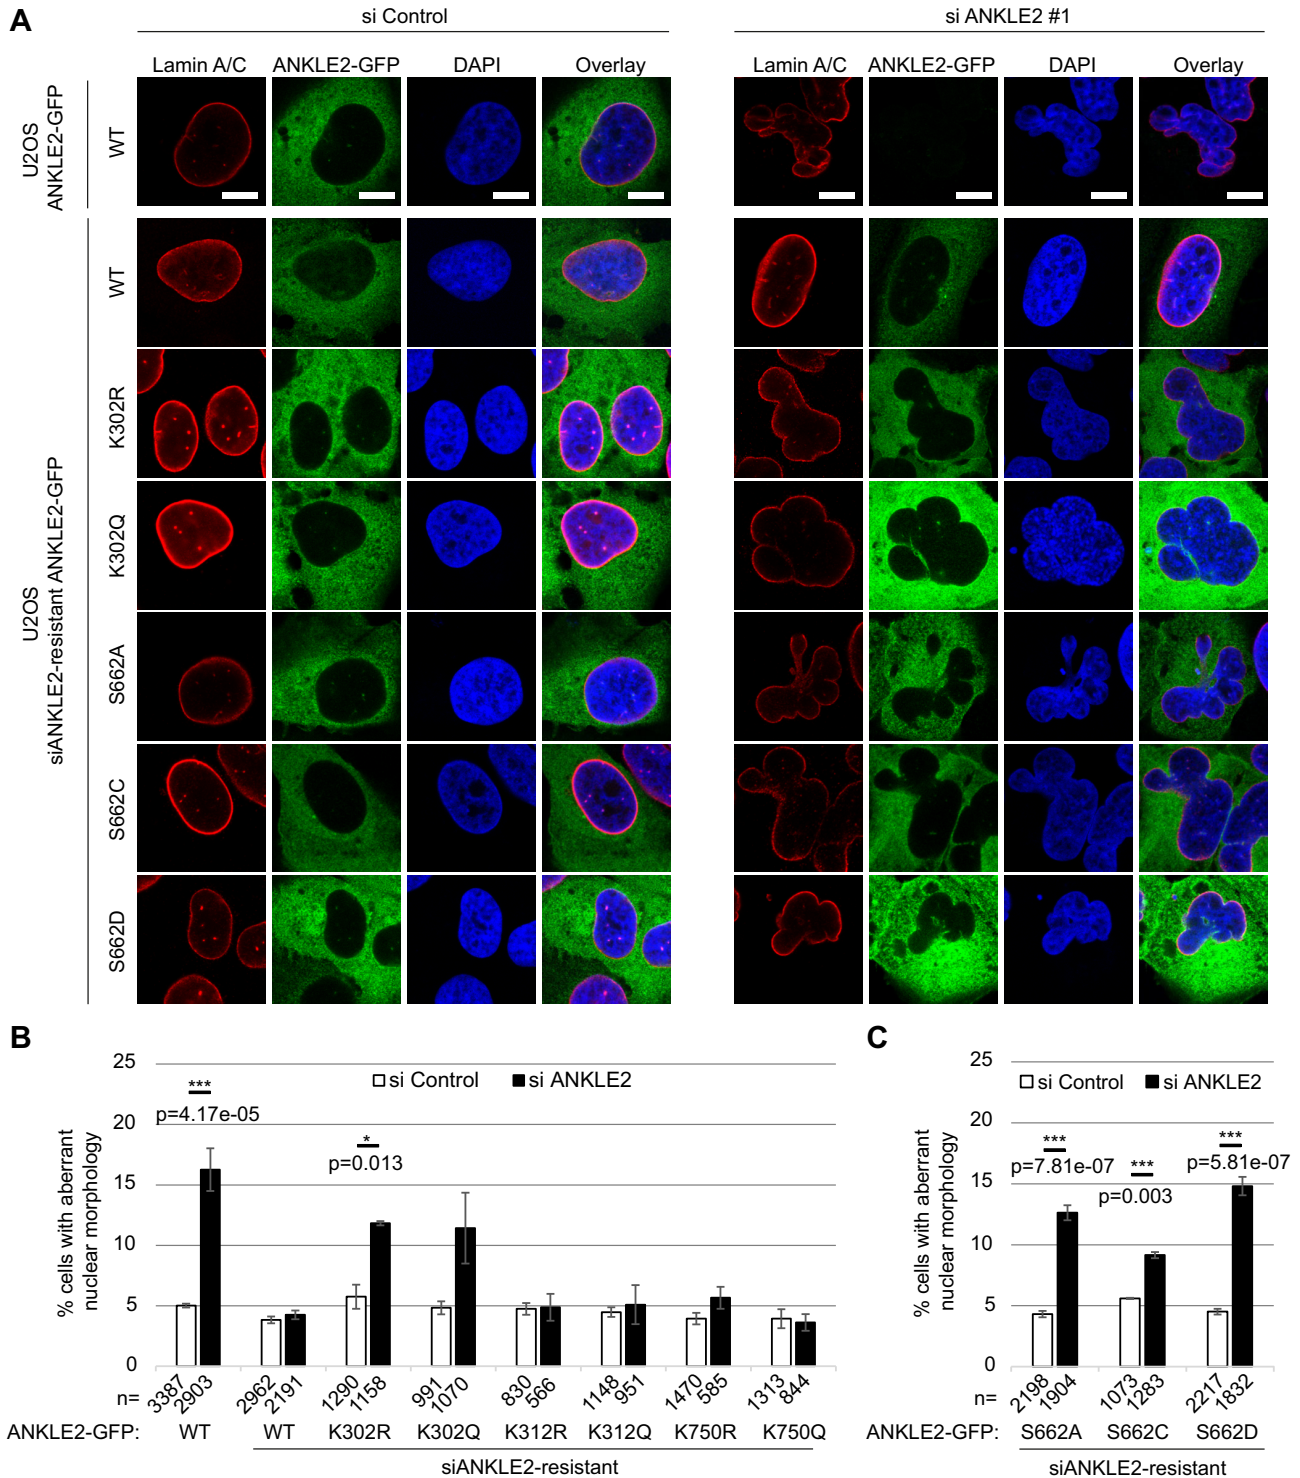 A
si Control
si ANKLE2 #1
Lamin A/C ANKLE2-GFP DAPI Overlay
Lamin A/C ANKLE2-GFP DAPI Overlay
U2OS
ANKLE2-GFP
WT
U2OS
siANKLE2-resistant ANKLE2-GFP
WT
K302R
K302Q
S662A
S662C
S662D
B
% cells with aberrant
nuclear morphology
25
20
15
10
5
0
si Control si ANKLE2
***
p=4.17e-05
*
p=0.013
n= 3387 2903 2962 2191 1290 1158 991 1070 830 566 1148 951 1470 585 1313 844
ANKLE2-GFP: WT WT K302R K302Q K312R K312Q K750R K750Q
siANKLE2-resistant
C
% cells with aberrant
nuclear morphology
25
20
15
10
5
0
si Control si ANKLE2
***
p=7.81e-07
***
p=0.003
***
p=5.81e-07
n= 2198 1904 1073 1283 2217 1832
ANKLE2-GFP: S662A S662C S662D
siANKLE2-resistant